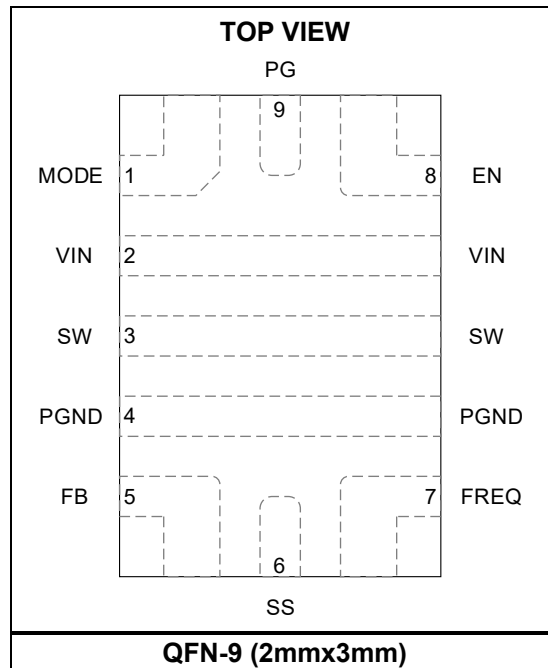 TOP VIEW
PG
9
MODE 1 8 EN
VIN 2 VIN
SW 3 SW
PGND 4 PGND
FB 5 7 FREQ
6
SS
QFN-9 (2mmx3mm)